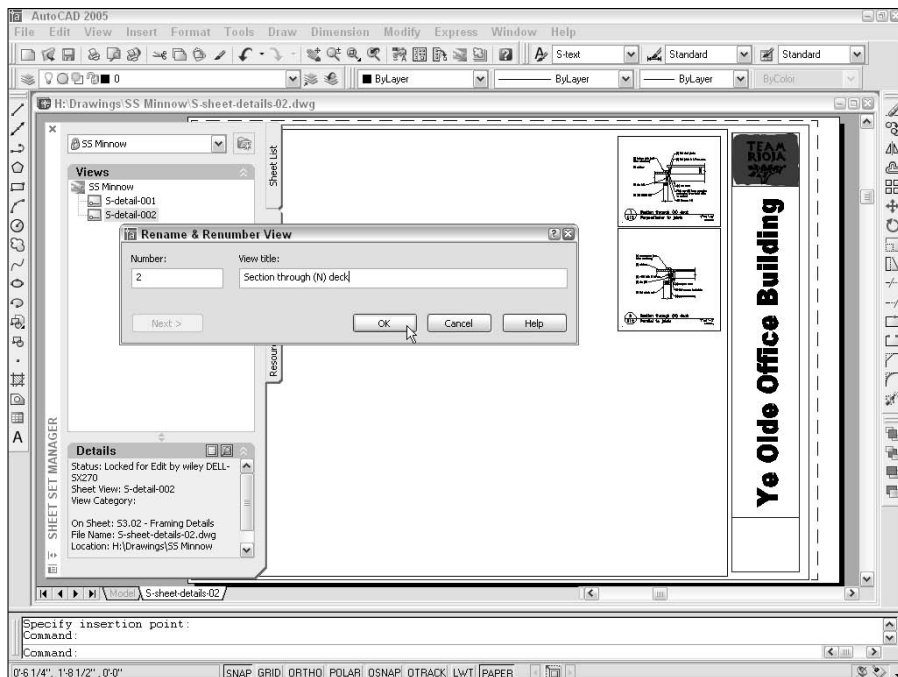 AutoCAD 2005
File Edit View Insert Format Tools Draw Dimension Modify Express Window Help
S-text
Standard
Standard
0
ByLayer
ByLayer
ByLayer
ByColor
H:\Drawings\SS Minnow\S-sheet-details-02.dwg
SS Minnow
Sheet List
Views
SS Minnow
S-detail-001
S-detail-002
Rename & Renumber View
Number:
View title:
2
Section through (N) deck
Next >
OK
Cancel
Help
Resour
SHEET SET MANAGER
Details
Status: Locked for Edit by wiley DELL-
SX270
Sheet View: S-detail-002
View Category:
On Sheet: S3.02 - Framing Details
File Name: S-sheet-details-02.dwg
Location: H:\Drawings\SS Minnow
TEAM
RIOJA
Ye Olde Office Building
Section through (N) deck
Section through (N) deck
Model
S-sheet-details-02
Specify insertion point:
Command:
Command:
0'-6 1/4", 1'-8 1/2" , 0'-0"
SNAP GRID ORTHO POLAR OSNAP OTRACK LWT PAPER